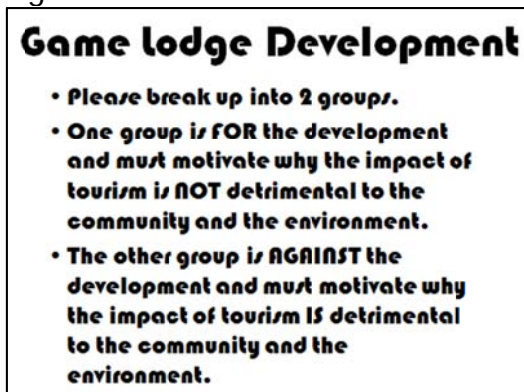 Game Lodge Development
• Please break up into 2 groups.
• One group is FOR the development
and must motivate why the impact of
tourism is NOT detrimental to the
community and the environment.
• The other group is AGAINST the
development and must motivate why
the impact of tourism IS detrimental
to the community and the
environment.